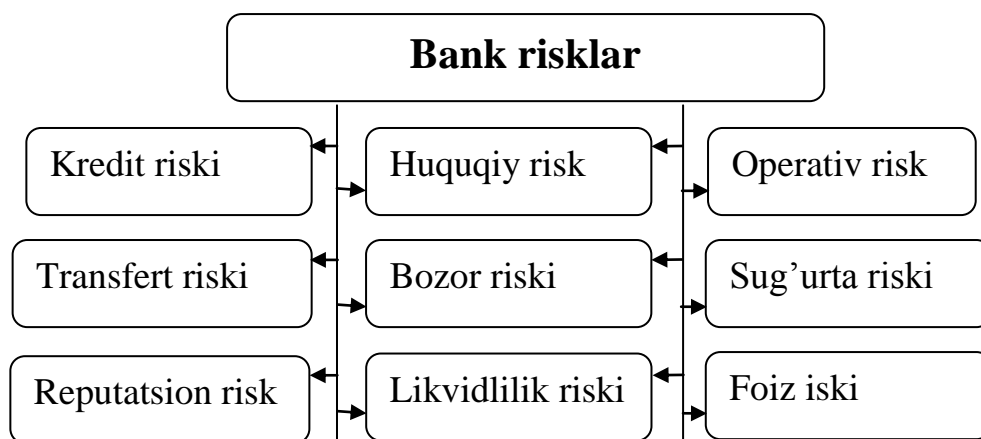 Bank risklar
Kredit riski
Huquqiy risk
Operativ risk
Transfert riski
Bozor riski
Sug’urta riski
Reputatsion risk
Likvidlilik riski
Foiz iski